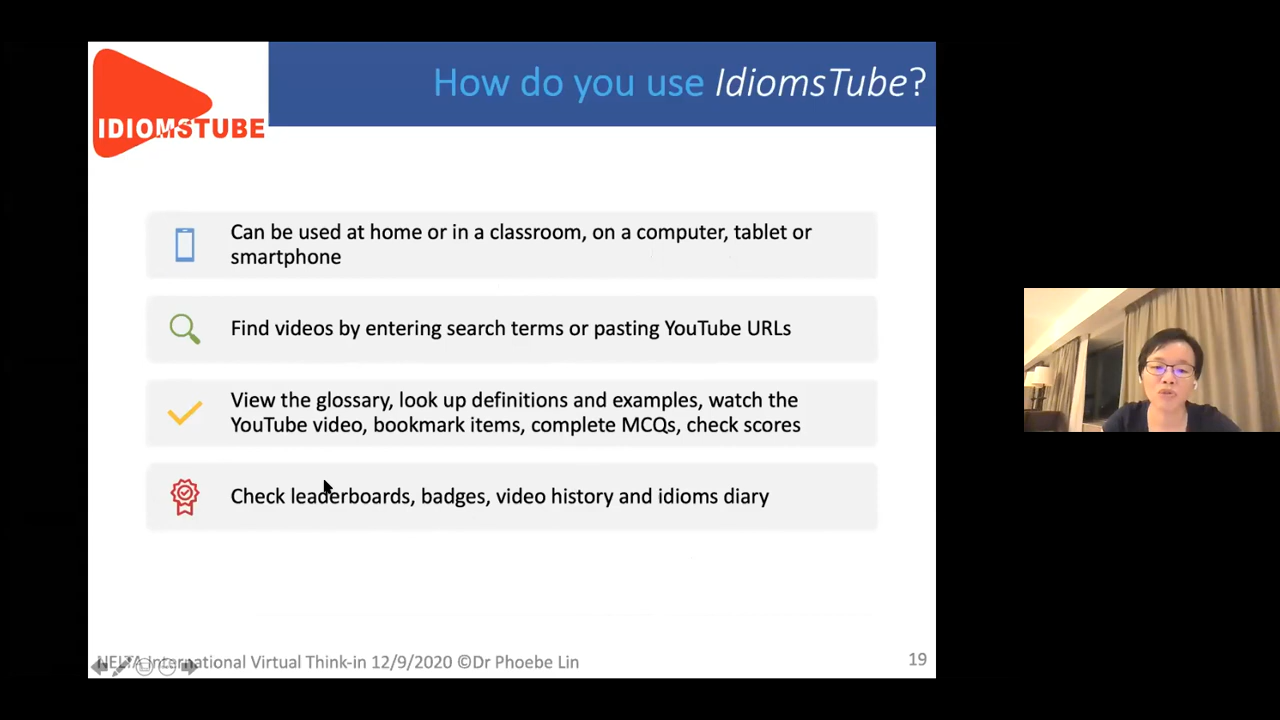 How do you use IdiomsTube?
IDIOMSTUBE
Can be used at home or in a classroom, on a computer, tablet or
smartphone
Find videos by entering search terms or pasting YouTube URLs
View the glossary, look up definitions and examples, watch the
YouTube video, bookmark items, complete MCQs, check scores
Check leaderboards, badges, video history and idioms diary
NELTA International Virtual Think-in 12/9/2020 ©Dr Phoebe Lin
19